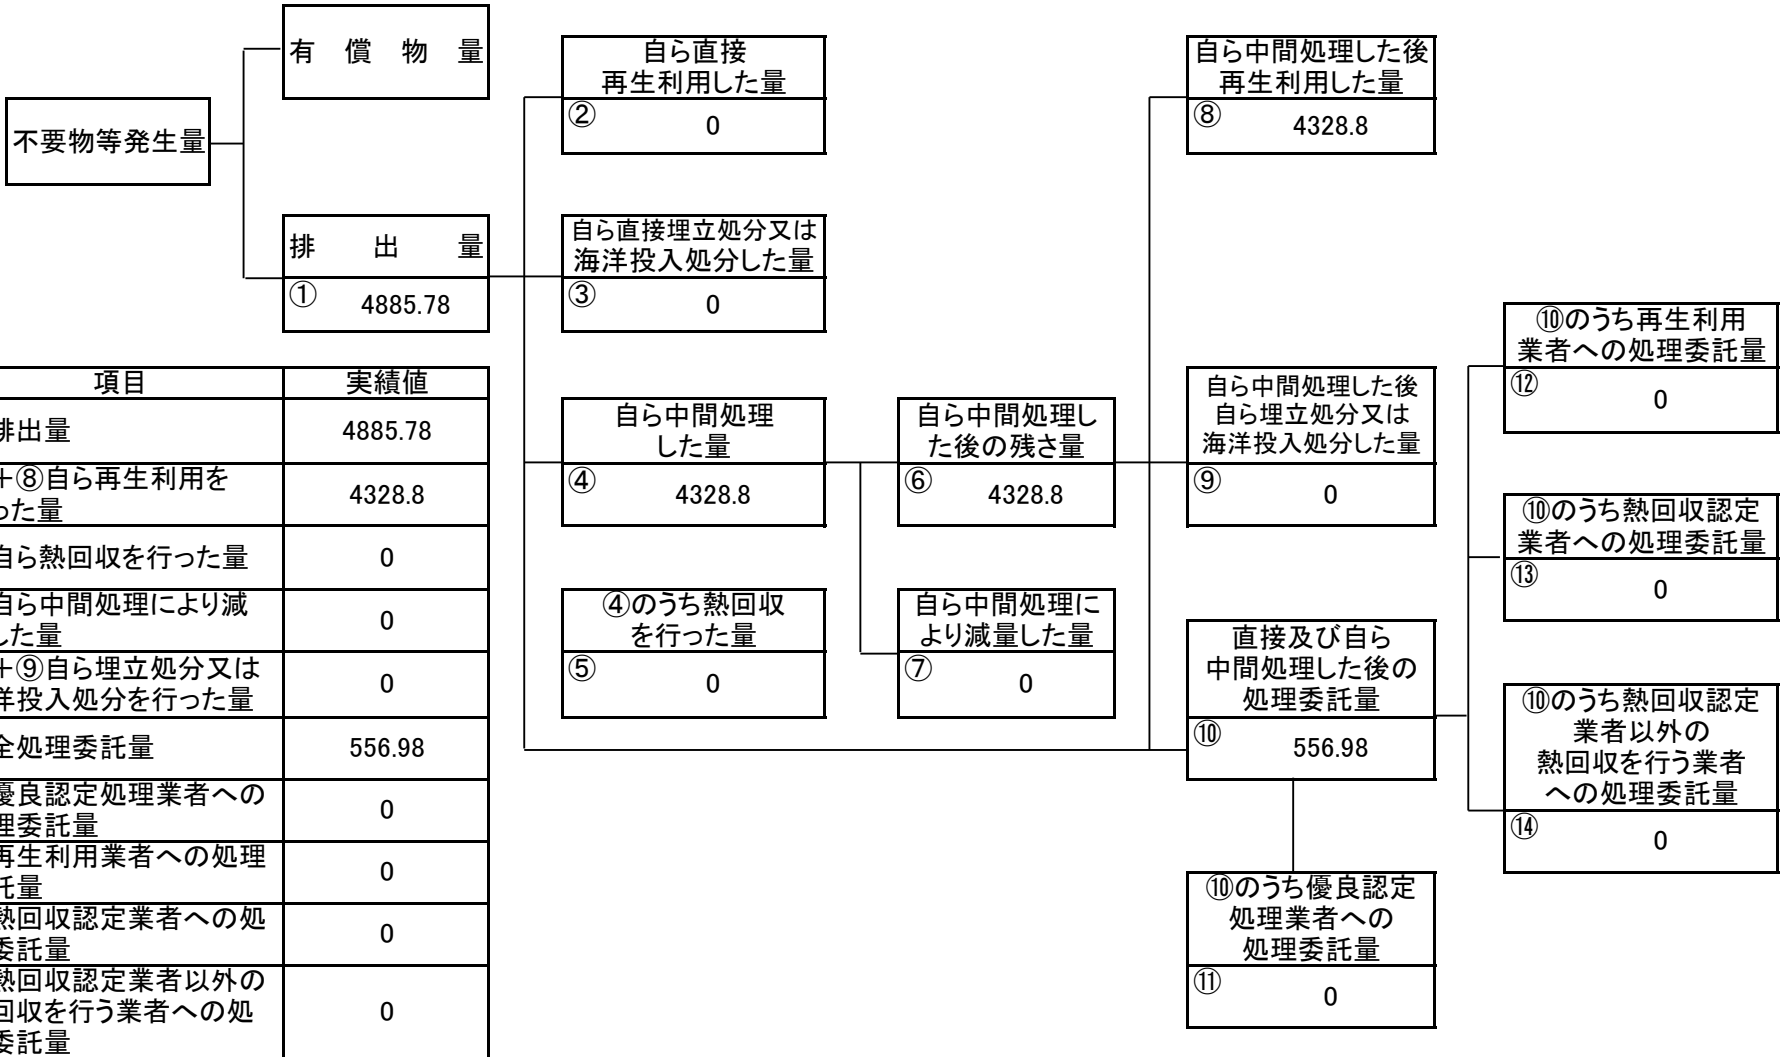 有償物量
不要物等発生量
排出量
①
4885.78
自ら直接
再生利用した量
②
0
自ら直接埋立処分又は
海洋投入処分した量
③
0
自ら中間処理
した量
④
4328.8
④のうち熱回収
を行った量
⑤
0
自ら中間処理し
た後の残さ量
⑥
4328.8
自ら中間処理に
より減量した量
⑦
0
自ら中間処理した後
再生利用した量
⑧
4328.8
自ら中間処理した後
自ら埋立処分又は
海洋投入処分した量
⑨
0
直接及び自ら
中間処理した後の
処理委託量
⑩
556.98
⑩のうち優良認定
処理業者への
処理委託量
⑪
0
⑩のうち再生利用
業者への処理委託量
⑫
0
⑩のうち熱回収認定
業者への処理委託量
⑬
0
⑩のうち熱回収認定
業者以外の
熱回収を行う業者
への処理委託量
⑭
0
項目 実績値
排出量 4885.78
+⑧自ら再生利用を
った量
4328.8
自ら熱回収を行った量 0
自ら中間処理により減
した量
0
+⑨自ら埋立処分又は
洋投入処分を行った量
0
全処理委託量 556.98
優良認定処理業者への
理委託量
0
再生利用業者への処理
託量
0
熱回収認定業者への処
委託量
0
熱回収認定業者以外の
回収を行う業者への処
委託量
0